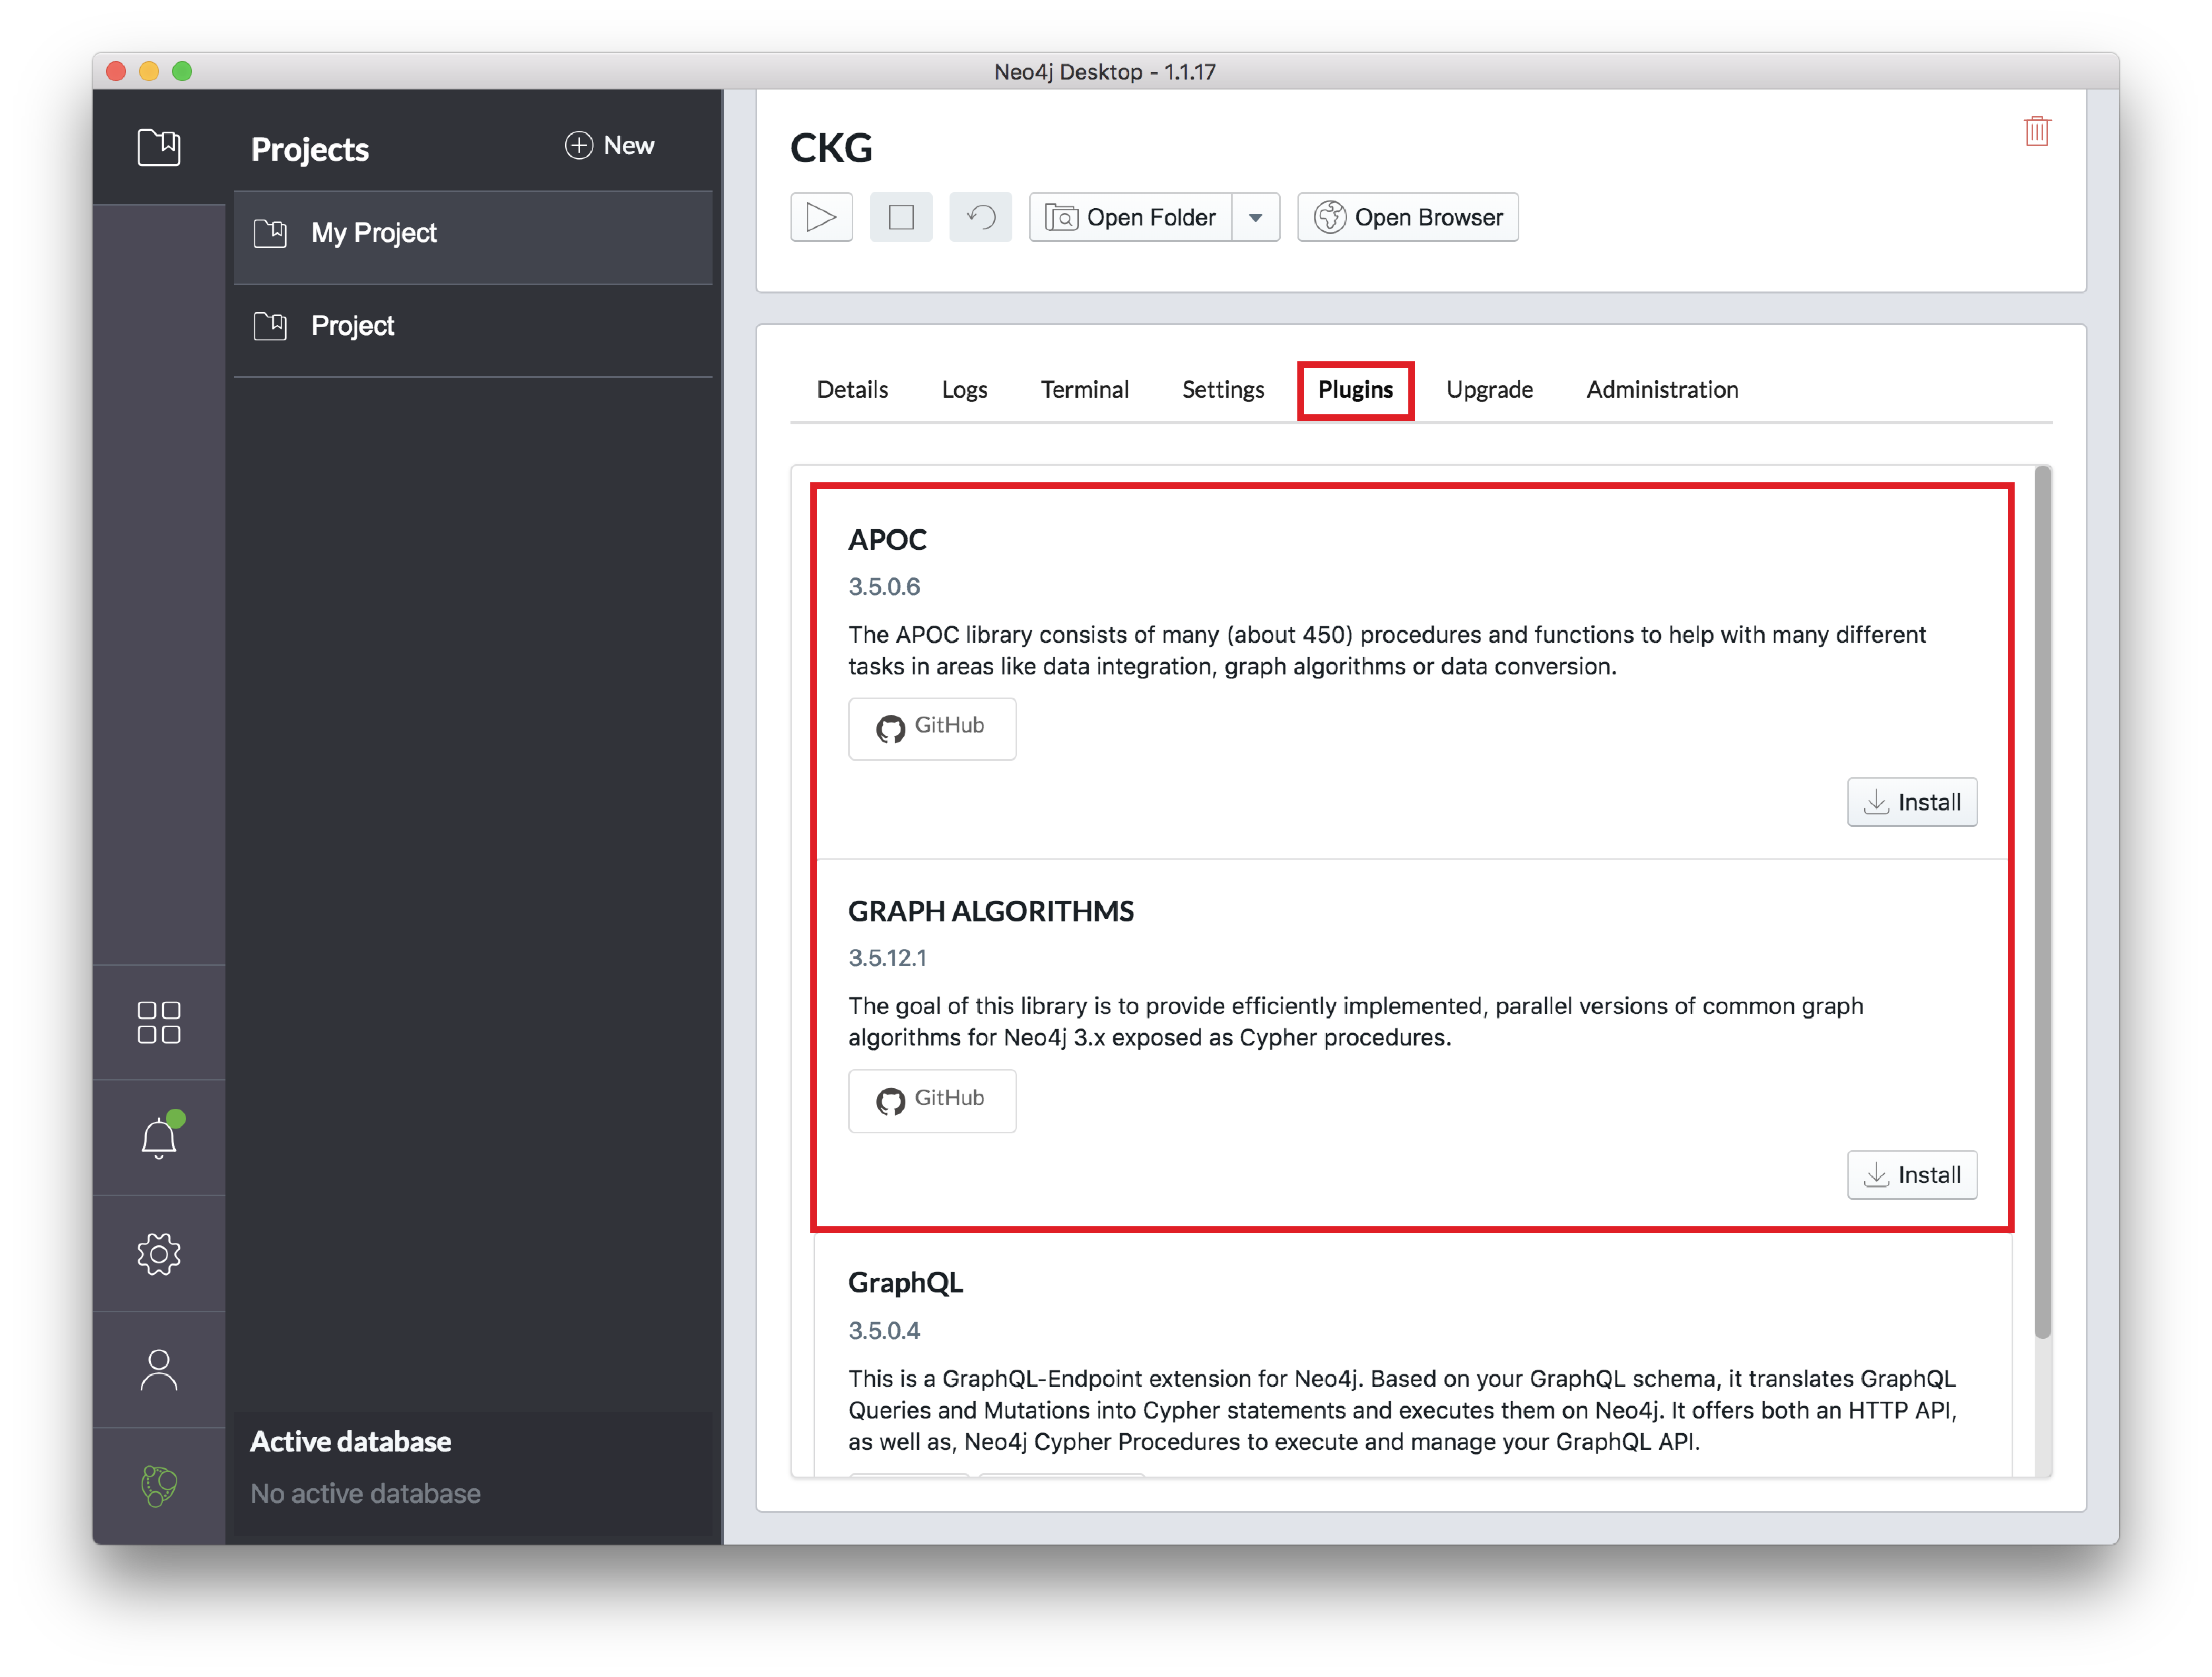 Neo4j Desktop - 1.1.17
Projects
New
My Project
Project
Active database
No active database
CKG
Open Folder
Open Browser
Details
Logs
Terminal
Settings
Plugins
Upgrade
Administration
APOC
3.5.0.6
The APOC library consists of many (about 450) procedures and functions to help with many different
tasks in areas like data integration, graph algorithms or data conversion.
GitHub
Install
GRAPH ALGORITHMS
3.5.12.1
The goal of this library is to provide efficiently implemented, parallel versions of common graph
algorithms for Neo4j 3.x exposed as Cypher procedures.
GitHub
Install
GraphQL
3.5.0.4
This is a GraphQL-Endpoint extension for Neo4j. Based on your GraphQL schema, it translates GraphQL
Queries and Mutations into Cypher statements and executes them on Neo4j. It offers both an HTTP API,
as well as, Neo4j Cypher Procedures to execute and manage your GraphQL API.